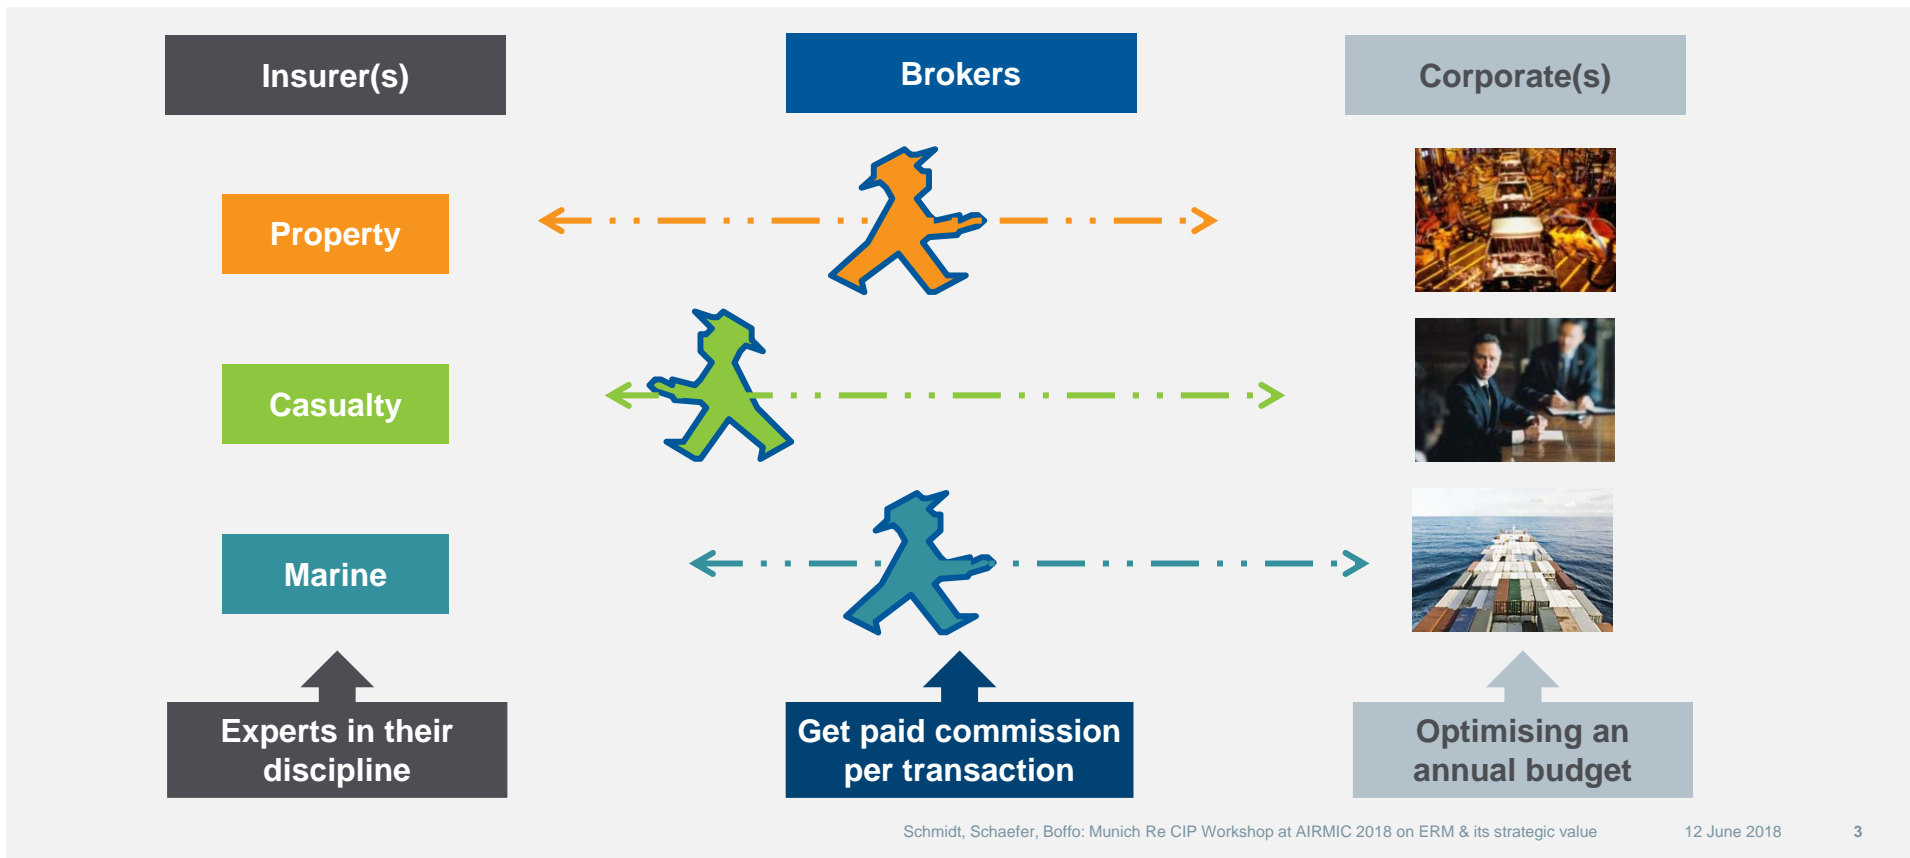 Insurer(s)
Brokers
Corporate(s)
Property
Casualty
Marine
Experts in their
discipline
Get paid commission
per transaction
Optimising an
annual budget
Schmidt, Schaefer, Boffo: Munich Re CIP Workshop at AIRMIC 2018 on ERM & its strategic value
12 June 2018
3